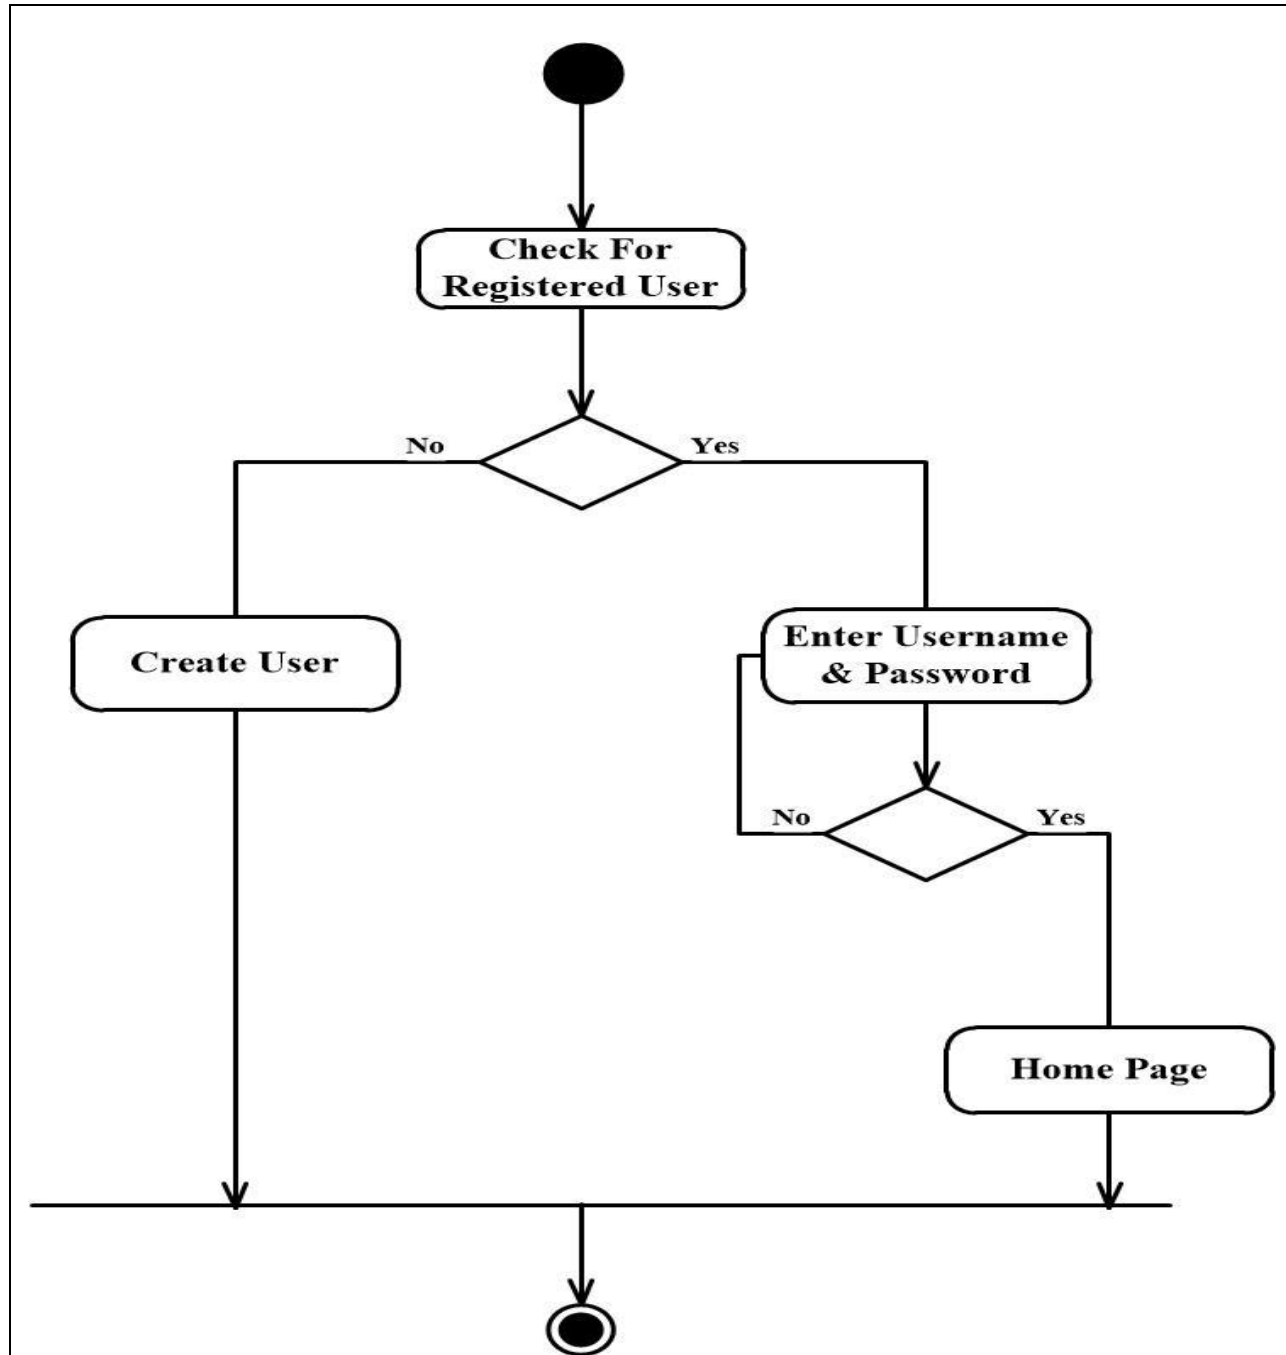 Check For
Registered User
No
Yes
Create User
Enter Username
& Password
No
Yes
Home Page